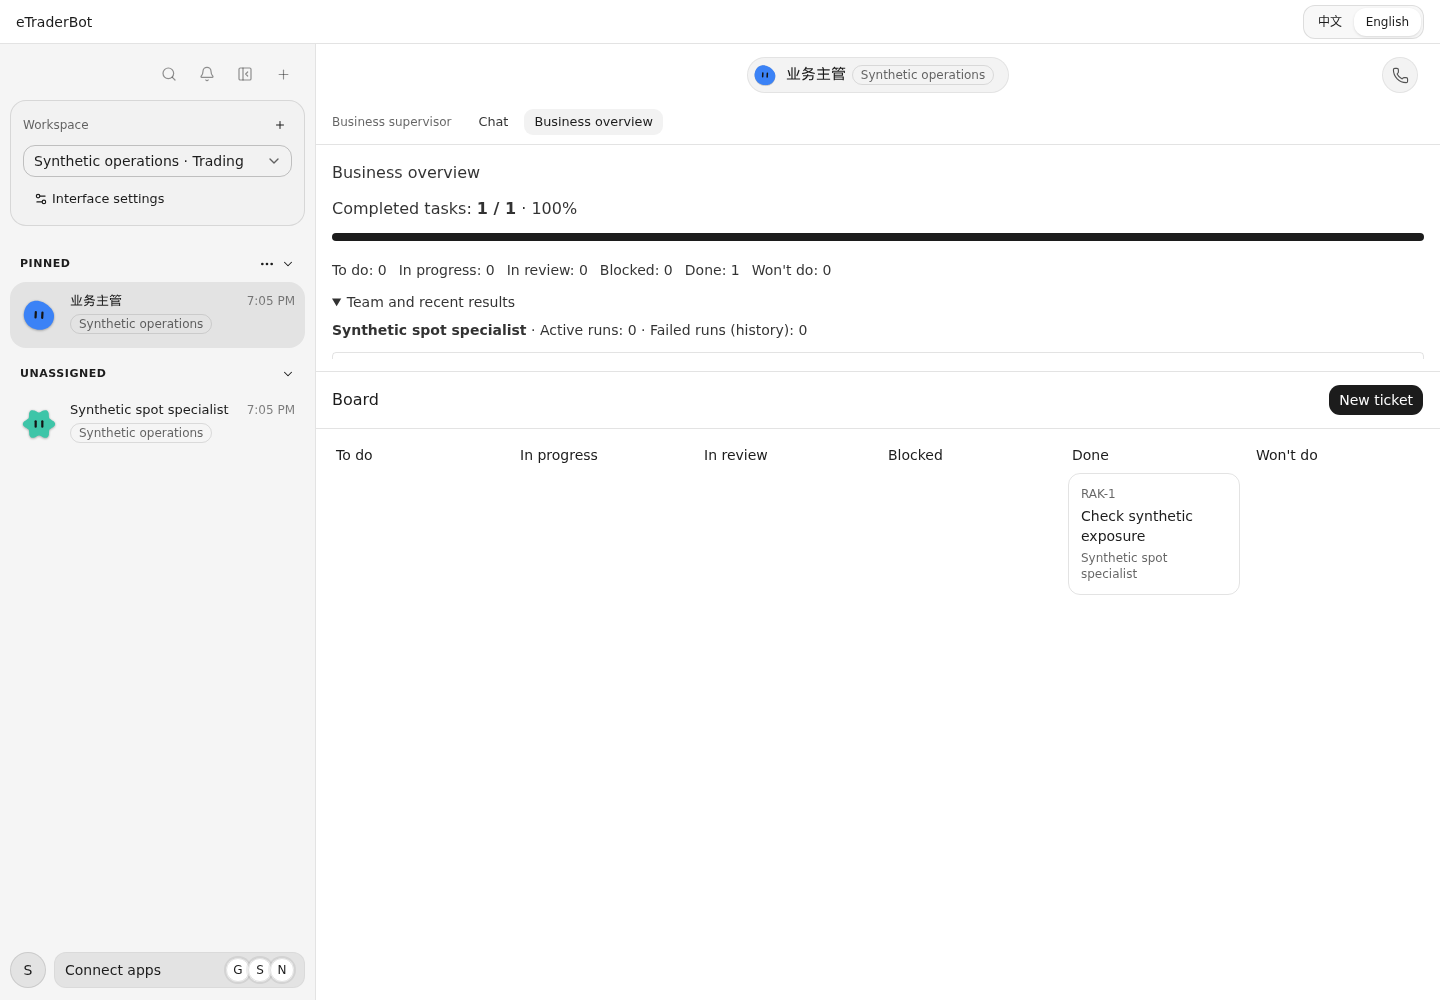 eTraderBot
中文
English
Workspace
Synthetic operations · Trading
Interface settings
PINNED
业务主管
7:05 PM
Synthetic operations
UNASSIGNED
Synthetic spot specialist
7:05 PM
Synthetic operations
S
Connect apps
G
S
N
业务主管
Synthetic operations
Business supervisor
Chat
Business overview
Business overview
Completed tasks: 1 / 1 · 100%
To do: 0 In progress: 0 In review: 0 Blocked: 0 Done: 1 Won't do: 0
Team and recent results
Synthetic spot specialist · Active runs: 0 · Failed runs (history): 0
Board
New ticket
To do
In progress
In review
Blocked
Done
Won't do
RAK-1
Check synthetic
exposure
Synthetic spot
specialist